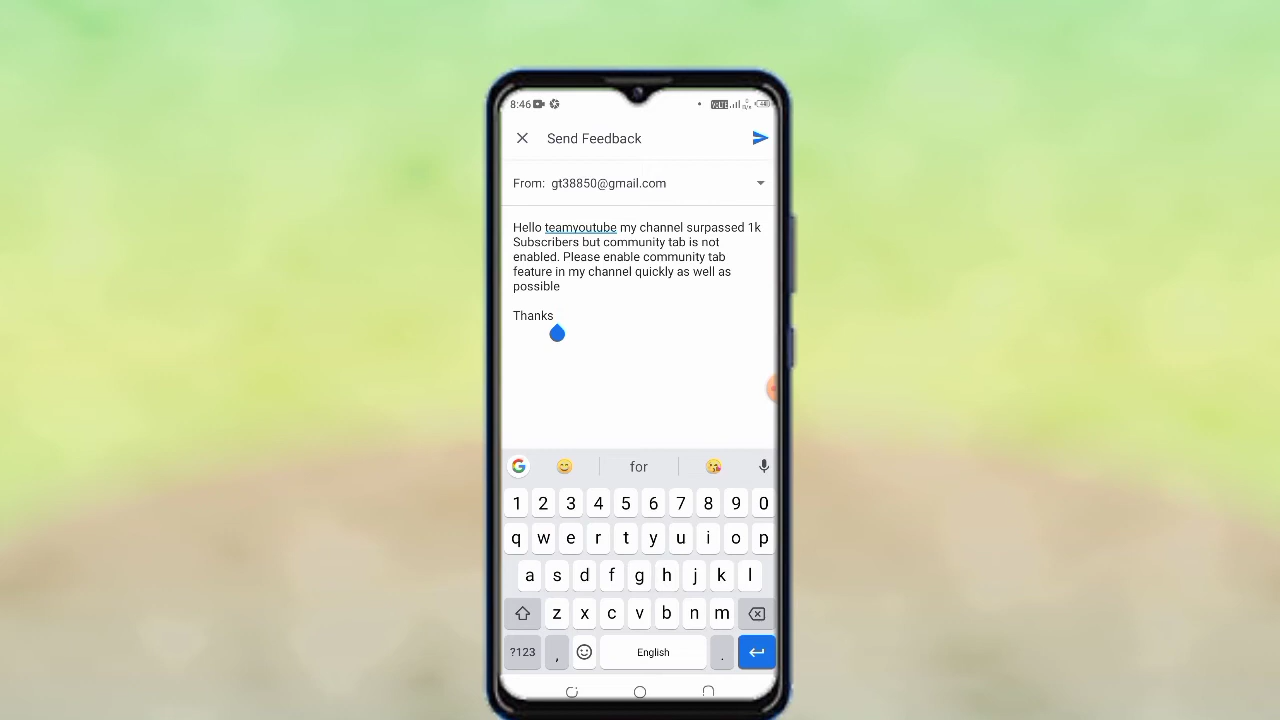 8:46
Send Feedback
From: gt38850@gmail.com
Hello teamyoutube my channel surpassed 1k
Subscribers but community tab is not
enabled. Please enable community tab
feature in my channel quickly as well as
possible
Thanks
for
1 2 3 4 5 6 7 8 9 0
q w e r t y u i o p
a s d f g h j k l
z x c v b n m
?123 , English .